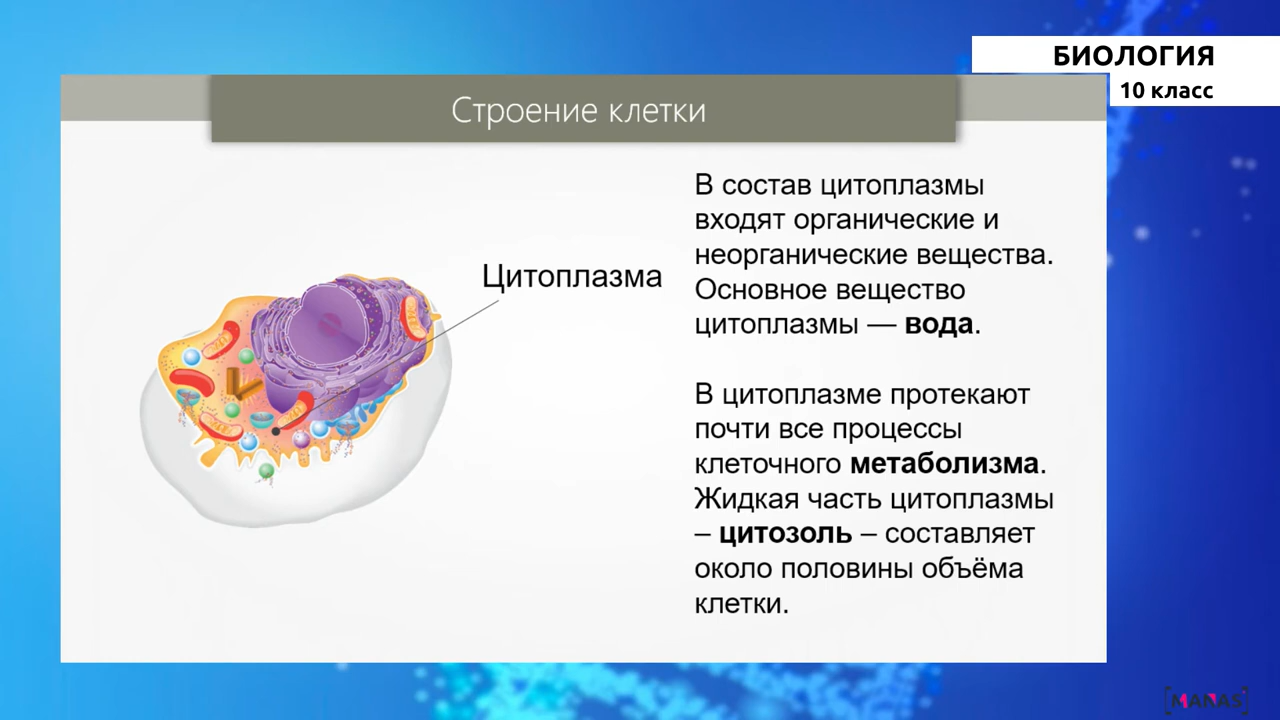 БИОЛОГИЯ
10 класс
Строение клетки
Цитоплазма
В состав цитоплазмы
входят органические и
неорганические вещества.
Основное вещество
цитоплазмы — вода.
В цитоплазме протекают
почти все процессы
клеточного метаболизма.
Жидкая часть цитоплазмы
– цитозоль – составляет
около половины объёма
клетки.
MANAS